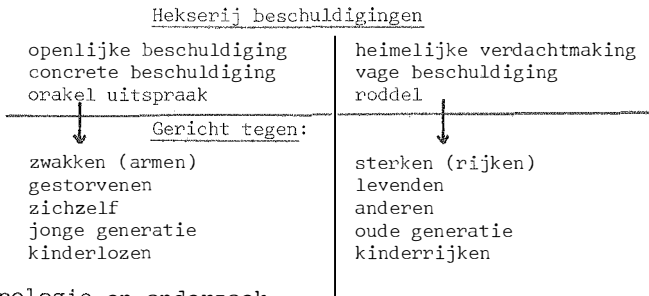 Hekserij beschuldigingen
openlijke beschuldiging
concrete beschuldiging
orakel uitspraak
heimelijke verdachtmaking
vage beschuldiging
roddel
Gericht tegen:
zwakken (armen)
gestorvenen
zichzelf
jonge generatie
kinderlozen
sterken (rijken)
levenden
anderen
oude generatie
kinderrijken